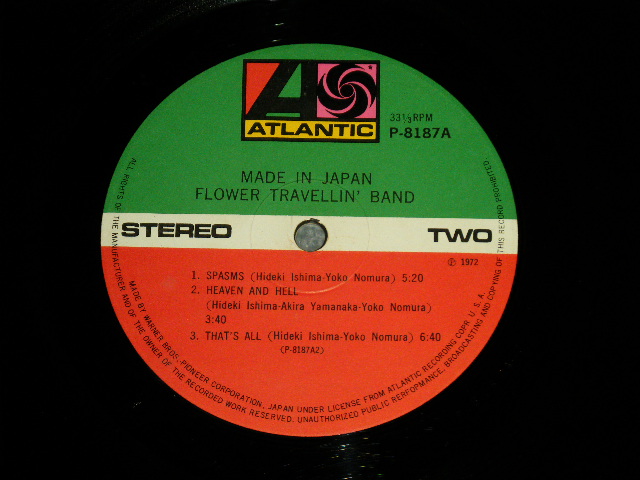 ATLANTIC
33⅓RPM
P-8187A
MADE IN JAPAN
FLOWER TRAVELLIN' BAND
STEREO
TWO
℗ 1972
1. SPASMS (Hideki Ishima-Yoko Nomura) 5:20
2. HEAVEN AND HELL
(Hideki Ishima-Akira Yamanaka-Yoko Nomura)
3:40
3. THAT'S ALL (Hideki Ishima-Yoko Nomura) 6:40
(P-8187A2)
ALL RIGHTS OF THE MANUFACTURER AND OF THE OWNER OF THE RECORDED WORK RESERVED. UNAUTHORIZED PUBLIC RERFOPMANCE, BROADCASTING AND COPYING OF THIS RECORD PROHIBITED
MADE BY WARNER BROS. PIONEER CORPORATION, JAPAN UNDER LICENSE FROM ATLANTIC RECORDING CORP. U.S.A.